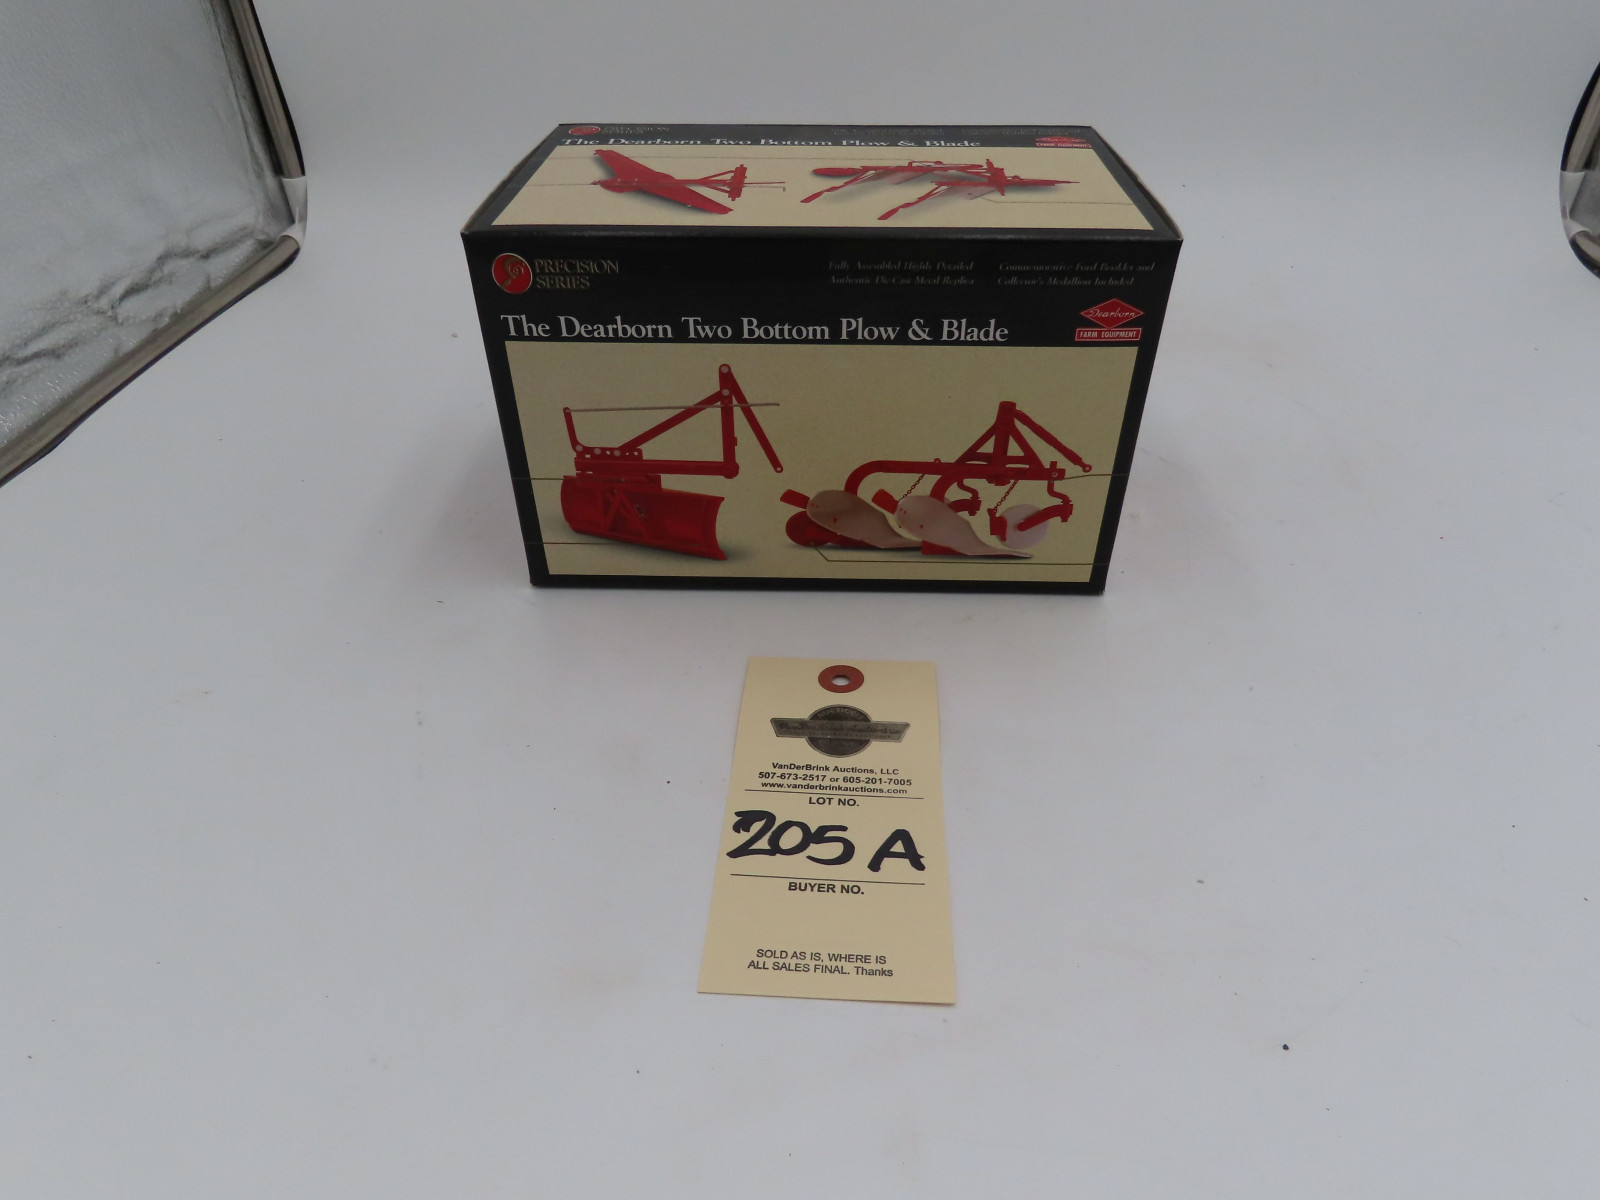 The Dearborn Two Bottom Plow & Blade
PRECISION
SERIES
Fully Assembled Highly Detailed
Authentic Die-Cast Metal Replica
Commemorative Ford Booklet and
Collector's Medallion Included
The Dearborn Two Bottom Plow & Blade
Dearborn
FARM EQUIPMENT
VanDerBrink Auctions, LLC
507-673-2517 or 605-201-7005
www.vanderbrinkauctions.com
LOT NO.
205 A
BUYER NO.
SOLD AS IS, WHERE IS
ALL SALES FINAL. Thanks